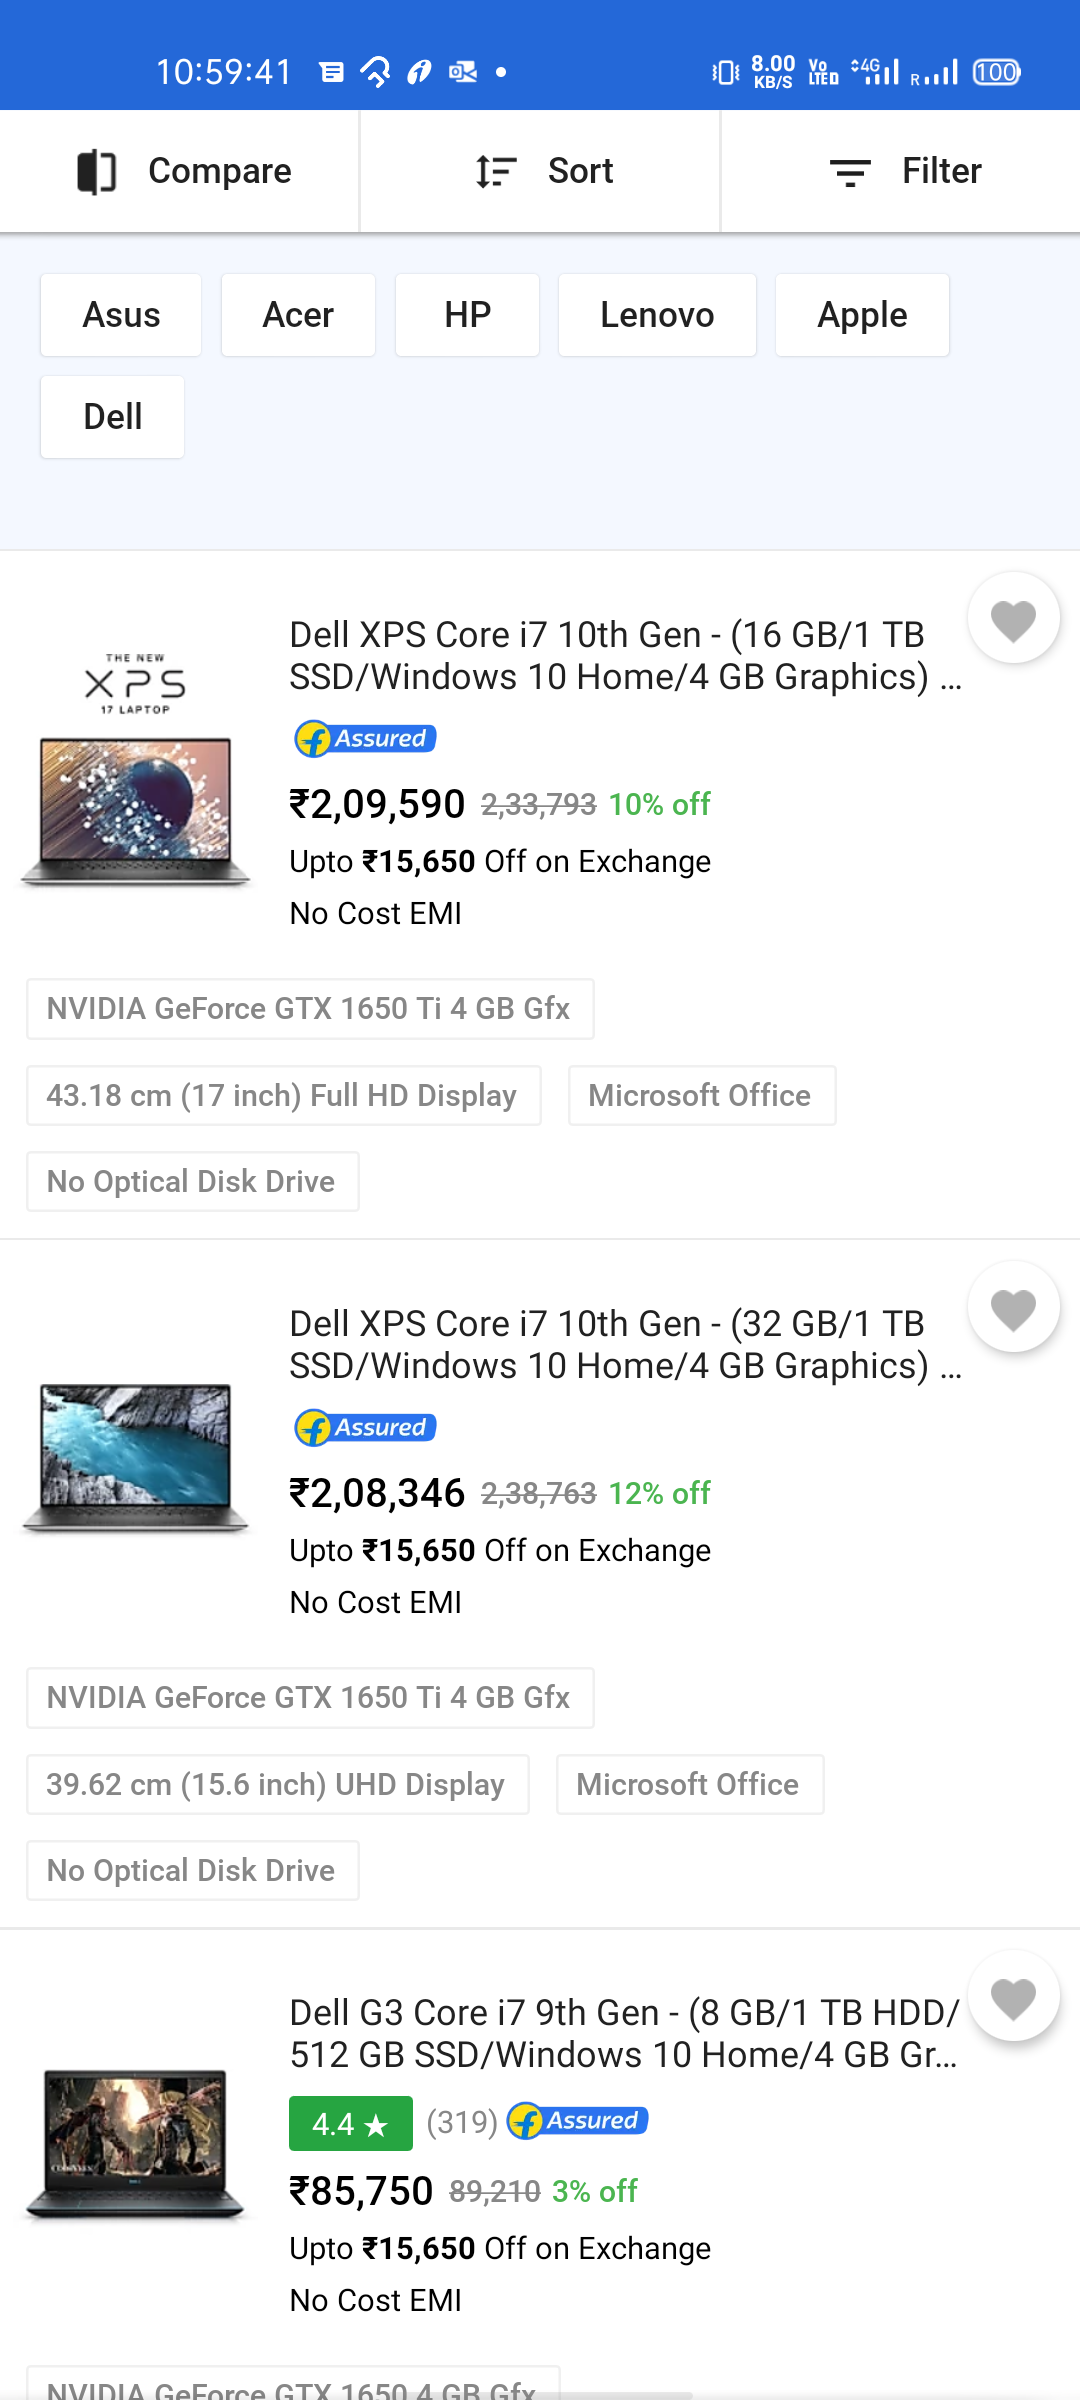 10:59:41 8.00 KB/S Vo LTE D 4G R 100
Compare Sort Filter
Asus Acer HP Lenovo Apple
Dell
THE NEW
XPS
17 LAPTOP
Dell XPS Core i7 10th Gen - (16 GB/1 TB
SSD/Windows 10 Home/4 GB Graphics) ...
Assured
₹2,09,590 2,33,793 10% off
Upto ₹15,650 Off on Exchange
No Cost EMI
NVIDIA GeForce GTX 1650 Ti 4 GB Gfx
43.18 cm (17 inch) Full HD Display Microsoft Office
No Optical Disk Drive
Dell XPS Core i7 10th Gen - (32 GB/1 TB
SSD/Windows 10 Home/4 GB Graphics) ...
Assured
₹2,08,346 2,38,763 12% off
Upto ₹15,650 Off on Exchange
No Cost EMI
NVIDIA GeForce GTX 1650 Ti 4 GB Gfx
39.62 cm (15.6 inch) UHD Display Microsoft Office
No Optical Disk Drive
Dell G3 Core i7 9th Gen - (8 GB/1 TB HDD/
512 GB SSD/Windows 10 Home/4 GB Gr...
4.4 ★ (319) Assured
₹85,750 89,210 3% off
Upto ₹15,650 Off on Exchange
No Cost EMI
NVIDIA GeForce GTX 1650 4 GB Gfx